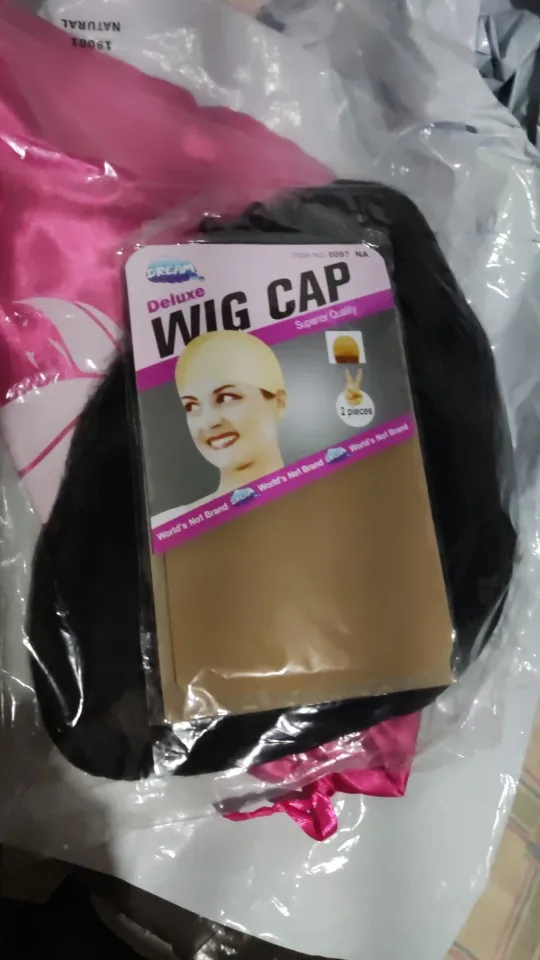 NATURAL
19001
DREAM
ITEM NO. 0097 NA
Deluxe
WIG CAP
Superior Quality
2 pieces
World's Not Brand World's Not Brand World's Not Brand